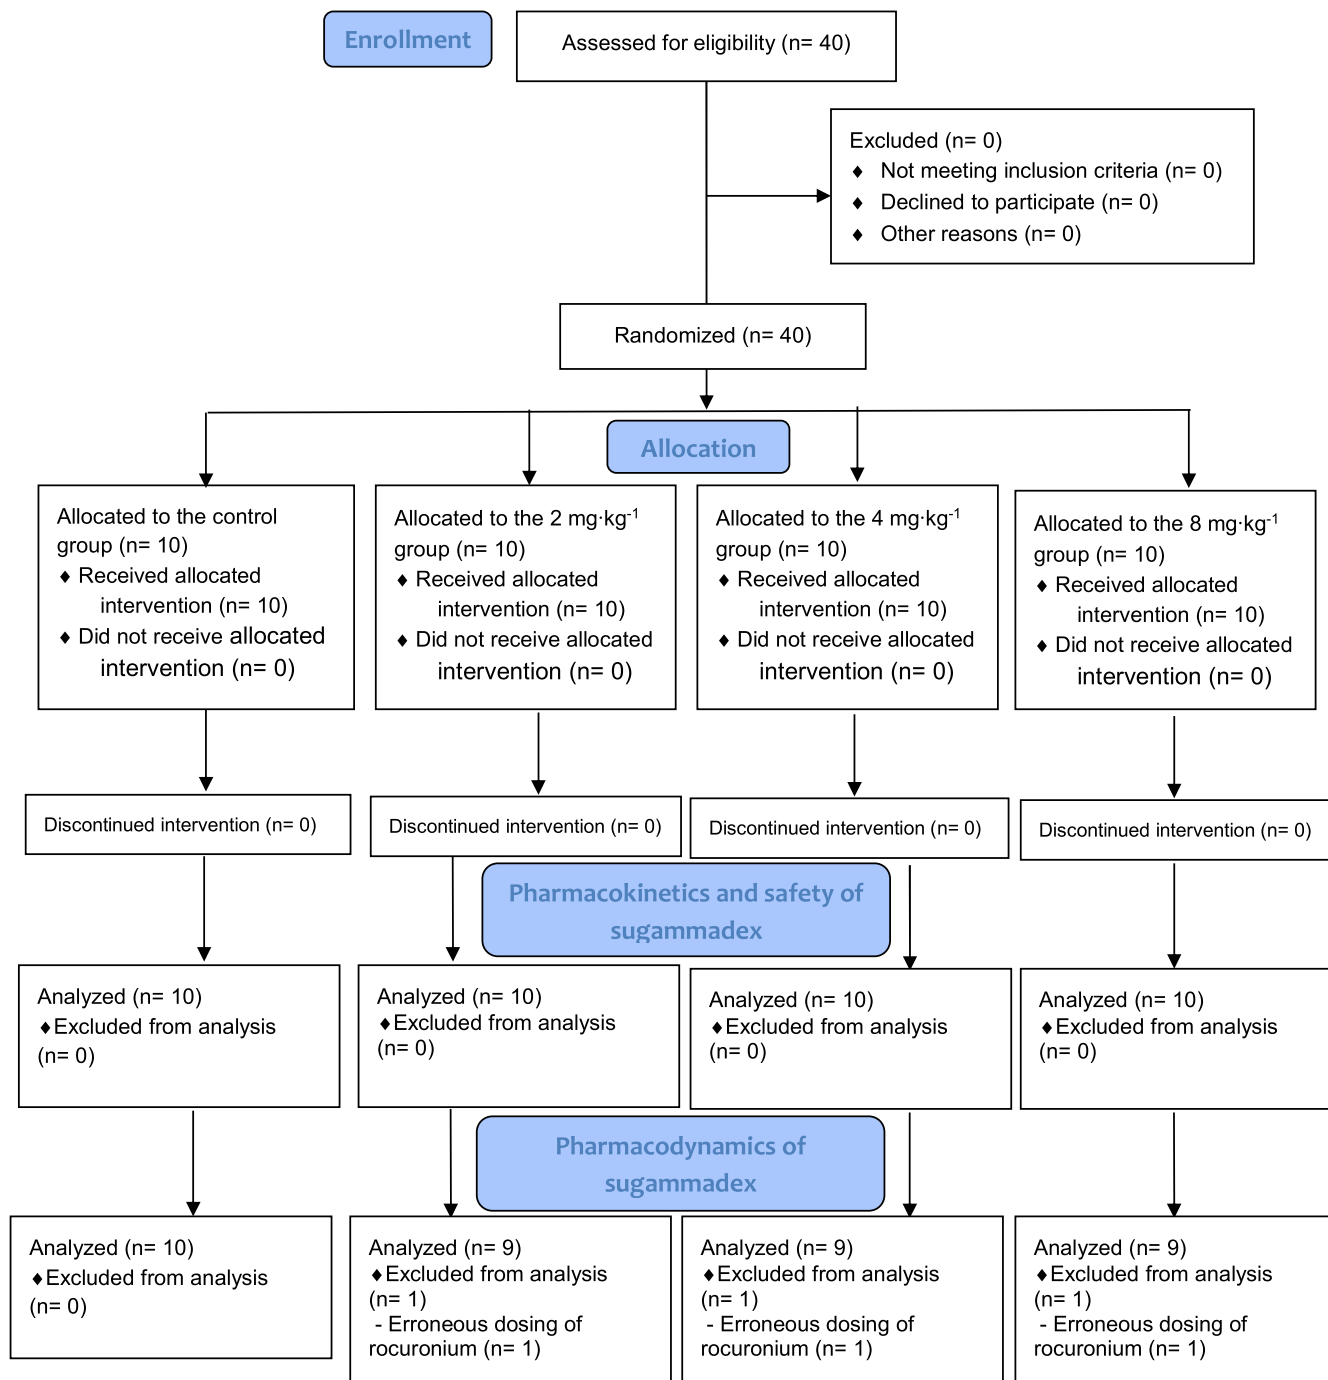 Enrollment
Assessed for eligibility (n= 40)
Excluded (n= 0)
♦ Not meeting inclusion criteria (n= 0)
♦ Declined to participate (n= 0)
♦ Other reasons (n= 0)
Randomized (n= 40)
Allocation
Allocated to the control
group (n= 10)
♦ Received allocated
intervention (n= 10)
♦ Did not receive allocated
intervention (n= 0)
Allocated to the 2 mg·kg⁻¹
group (n= 10)
♦ Received allocated
intervention (n= 10)
♦ Did not receive allocated
intervention (n= 0)
Allocated to the 4 mg·kg⁻¹
group (n= 10)
♦ Received allocated
intervention (n= 10)
♦ Did not receive allocated
intervention (n= 0)
Allocated to the 8 mg·kg⁻¹
group (n= 10)
♦ Received allocated
intervention (n= 10)
♦ Did not receive allocated
intervention (n= 0)
Discontinued intervention (n= 0)
Discontinued intervention (n= 0)
Discontinued intervention (n= 0)
Discontinued intervention (n= 0)
Pharmacokinetics and safety of
sugammadex
Analyzed (n= 10)
♦Excluded from analysis
(n= 0)
Analyzed (n= 10)
♦Excluded from analysis
(n= 0)
Analyzed (n= 10)
♦Excluded from analysis
(n= 0)
Analyzed (n= 10)
♦Excluded from analysis
(n= 0)
Pharmacodynamics of
sugammadex
Analyzed (n= 10)
♦Excluded from analysis
(n= 0)
Analyzed (n= 9)
♦Excluded from analysis
(n= 1)
- Erroneous dosing of
rocuronium (n= 1)
Analyzed (n= 9)
♦Excluded from analysis
(n= 1)
- Erroneous dosing of
rocuronium (n= 1)
Analyzed (n= 9)
♦Excluded from analysis
(n= 1)
- Erroneous dosing of
rocuronium (n= 1)